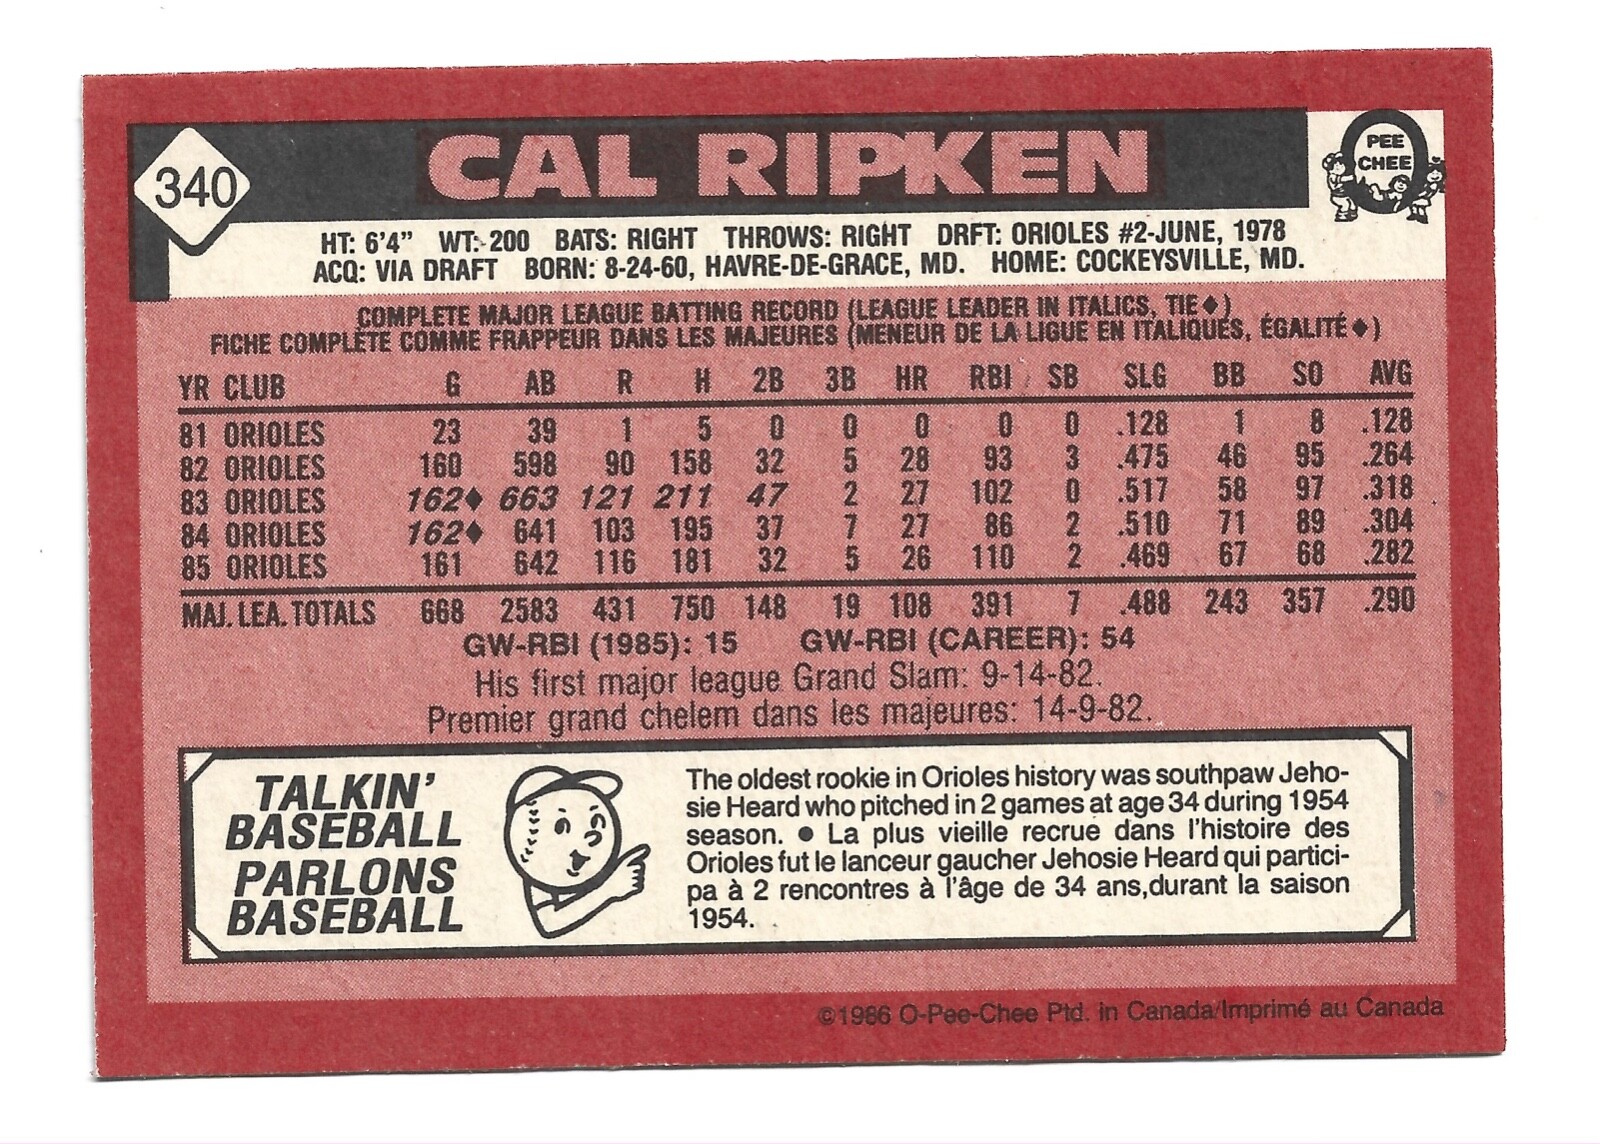 340
CAL RIPKEN
PEE
CHEE
HT: 6'4" WT: 200 BATS: RIGHT THROWS: RIGHT DRFT: ORIOLES #2-JUNE, 1978
ACQ: VIA DRAFT BORN: 8-24-60, HAVRE-DE-GRACE, MD. HOME: COCKEYSVILLE, MD.
COMPLETE MAJOR LEAGUE BATTING RECORD (LEAGUE LEADER IN ITALICS, TIE♦)
FICHE COMPLÈTE COMME FRAPPEUR DANS LES MAJEURES (MENEUR DE LA LIGUE EN ITALIQUES, ÉGALITÉ♦)
YR CLUB G AB R H 2B 3B HR RBI SB SLG BB SO AVG
81 ORIOLES 23 39 1 5 0 0 0 0 0 .128 1 8 .128
82 ORIOLES 160 598 90 158 32 5 28 93 3 .475 46 95 .264
83 ORIOLES 162♦ 663 121 211 47 2 27 102 0 .517 58 97 .318
84 ORIOLES 162♦ 641 103 195 37 7 27 86 2 .510 71 89 .304
85 ORIOLES 161 642 116 181 32 5 26 110 2 .469 67 68 .282
MAJ. LEA. TOTALS 668 2583 431 750 148 19 108 391 7 .488 243 357 .290
GW-RBI (1985): 15 GW-RBI (CAREER): 54
His first major league Grand Slam: 9-14-82.
Premier grand chelem dans les majeures: 14-9-82.
TALKIN'
BASEBALL
PARLONS
BASEBALL
The oldest rookie in Orioles history was southpaw Jeho-
sie Heard who pitched in 2 games at age 34 during 1954
season. ● La plus vieille recrue dans l'histoire des
Orioles fut le lanceur gaucher Jehosie Heard qui partici-
pa à 2 rencontres à l'âge de 34 ans,durant la saison
1954.
©1986 O-Pee-Chee Ptd. in Canada/Imprimé au Canada